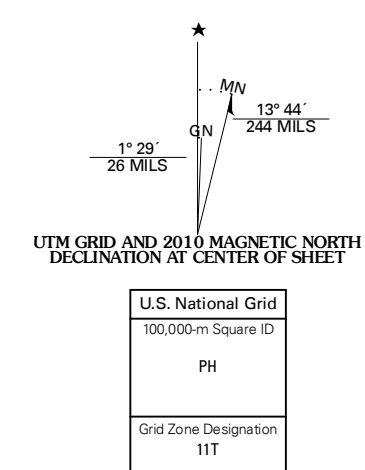 MN
GN
13° 44´
244 MILS
1° 29´
26 MILS
UTM GRID AND 2010 MAGNETIC NORTH
DECLINATION AT CENTER OF SHEET
U.S. National Grid
100,000-m Square ID
PH
Grid Zone Designation
11T